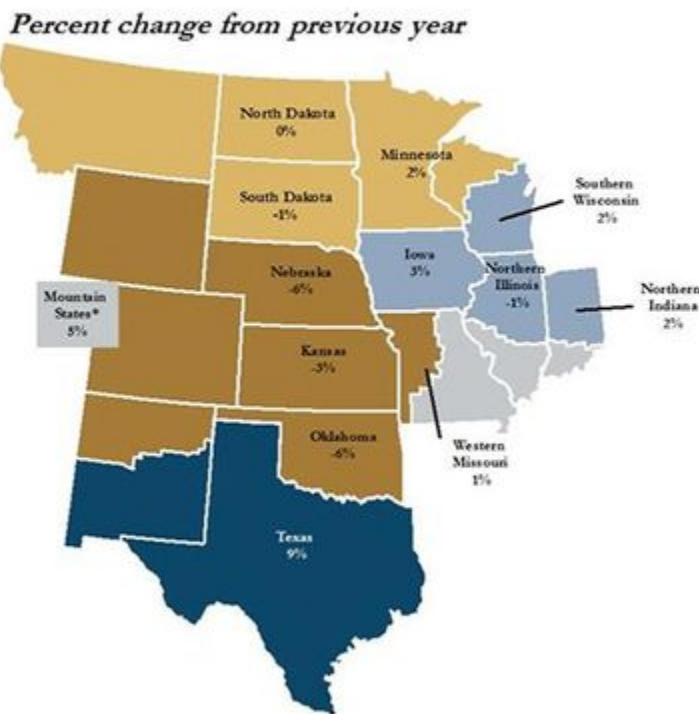 Percent change from previous year
North Dakota
0%
Minnesota
2%
South Dakota
-1%
Southern
Wisconsin
2%
Iowa
3%
Northern
Illinois
-1%
Nebraska
-6%
Northern
Indiana
2%
Mountain
States*
5%
Kansas
-3%
Oklahoma
-6%
Western
Missouri
1%
Texas
9%